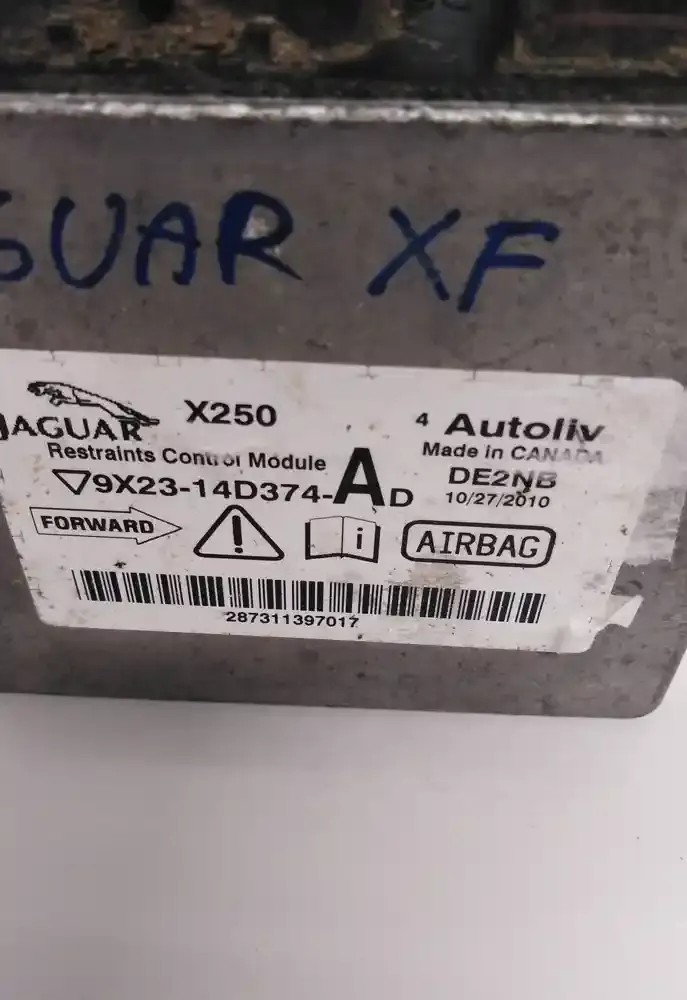 GUAR XF
JAGUAR X250
4 Autoliv
Restraints Control Module
Made in CANADA
9X23-14D374-AD
DE2NB
10/27/2010
FORWARD
! i AIRBAG
287311397017